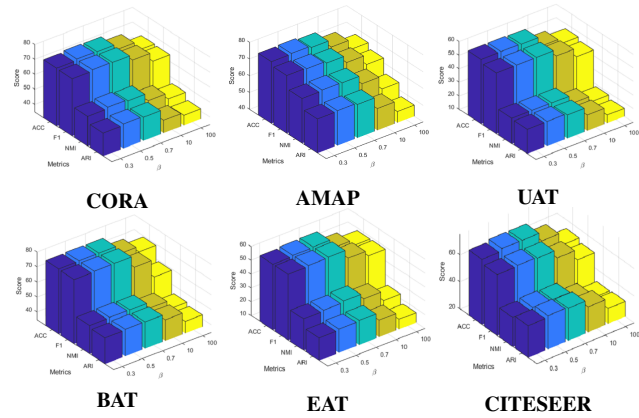 80
70
60
50
40
Score
ACC
F1
NMI
ARI
Metrics
0.3
0.5
0.7
10
100
β
CORA
80
70
60
50
40
Score
ACC
F1
NMI
ARI
Metrics
0.3
0.5
0.7
10
100
β
AMAP
60
50
40
30
20
10
Score
ACC
F1
NMI
ARI
Metrics
0.3
0.5
0.7
10
100
β
UAT
80
70
60
50
40
Score
ACC
F1
NMI
ARI
Metrics
0.3
0.5
0.7
10
100
β
BAT
60
50
40
30
20
10
Score
ACC
F1
NMI
ARI
Metrics
0.3
0.5
0.7
10
100
β
EAT
60
40
20
Score
ACC
F1
NMI
ARI
Metrics
0.3
0.5
0.7
10
100
β
CITESEER